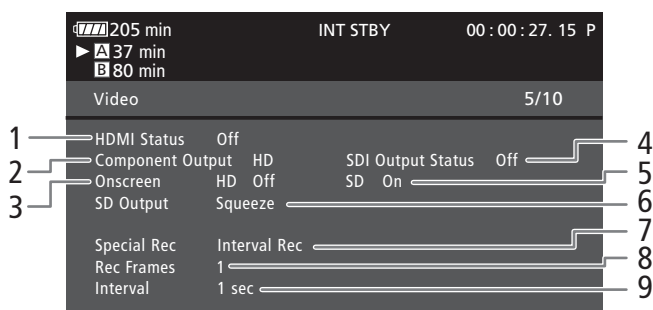 205 min INT STBY 00 : 00 : 27. 15 P
A 37 min
B 80 min
Video 5/10
1 HDMI Status Off
2 Component Output HD SDI Output Status Off 4
3 Onscreen HD Off SD On 5
SD Output Squeeze 6
Special Rec Interval Rec 7
Rec Frames 1 8
Interval 1 sec 9